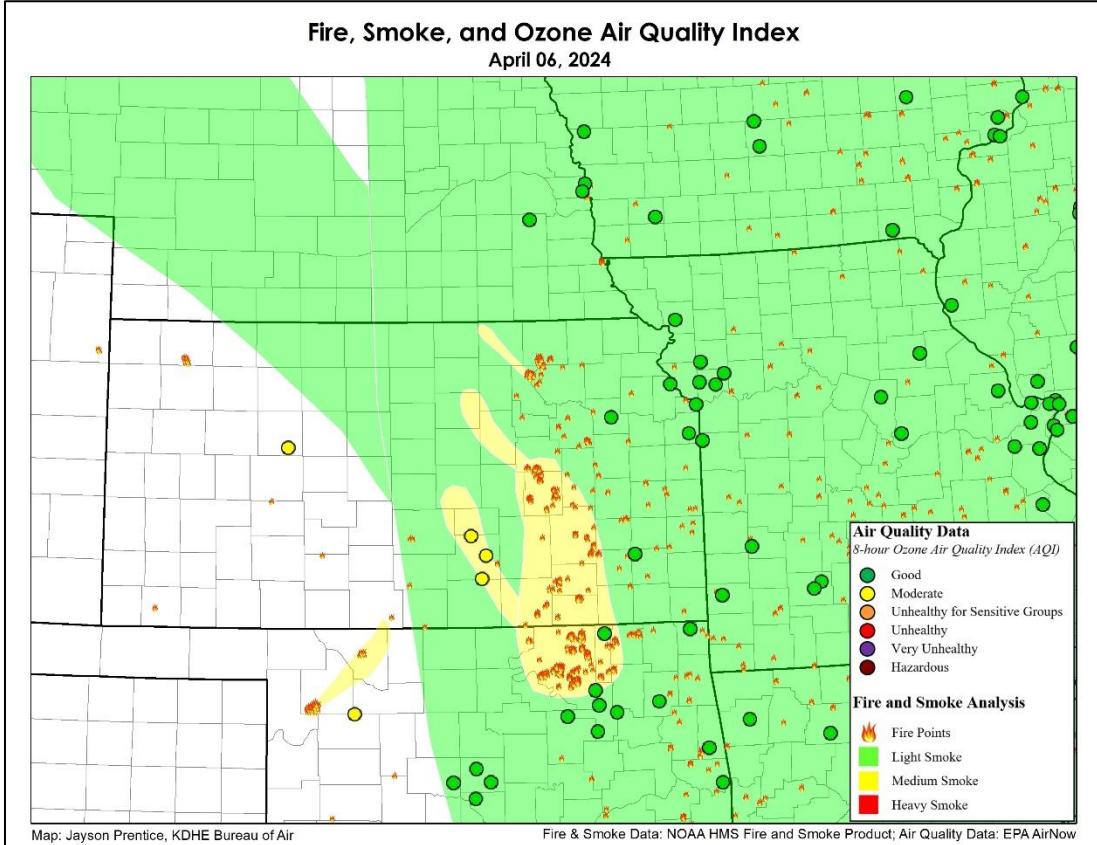 Fire, Smoke, and Ozone Air Quality Index
April 06, 2024
Air Quality Data
8-hour Ozone Air Quality Index (AQI)
Good
Moderate
Unhealthy for Sensitive Groups
Unhealthy
Very Unhealthy
Hazardous
Fire and Smoke Analysis
Fire Points
Light Smoke
Medium Smoke
Heavy Smoke
Map: Jayson Prentice, KDHE Bureau of Air
Fire & Smoke Data: NOAA HMS Fire and Smoke Product; Air Quality Data: EPA AirNow